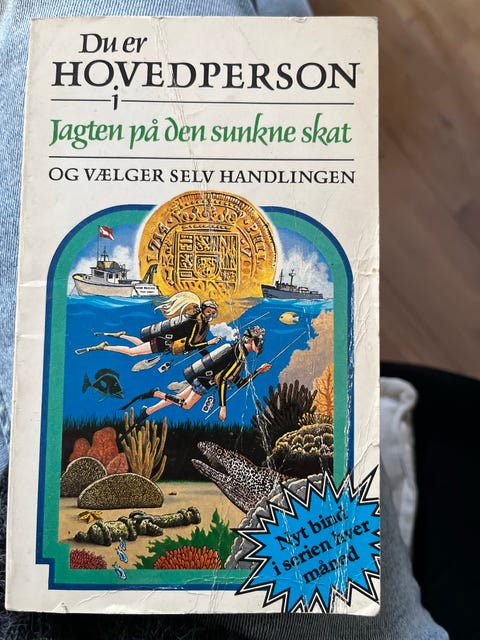 Du er
HOVEDPERSON
i
Jagten på den sunkne skat
OG VÆLGER SELV HANDLINGEN
Nyt bind
i serien hver
måned